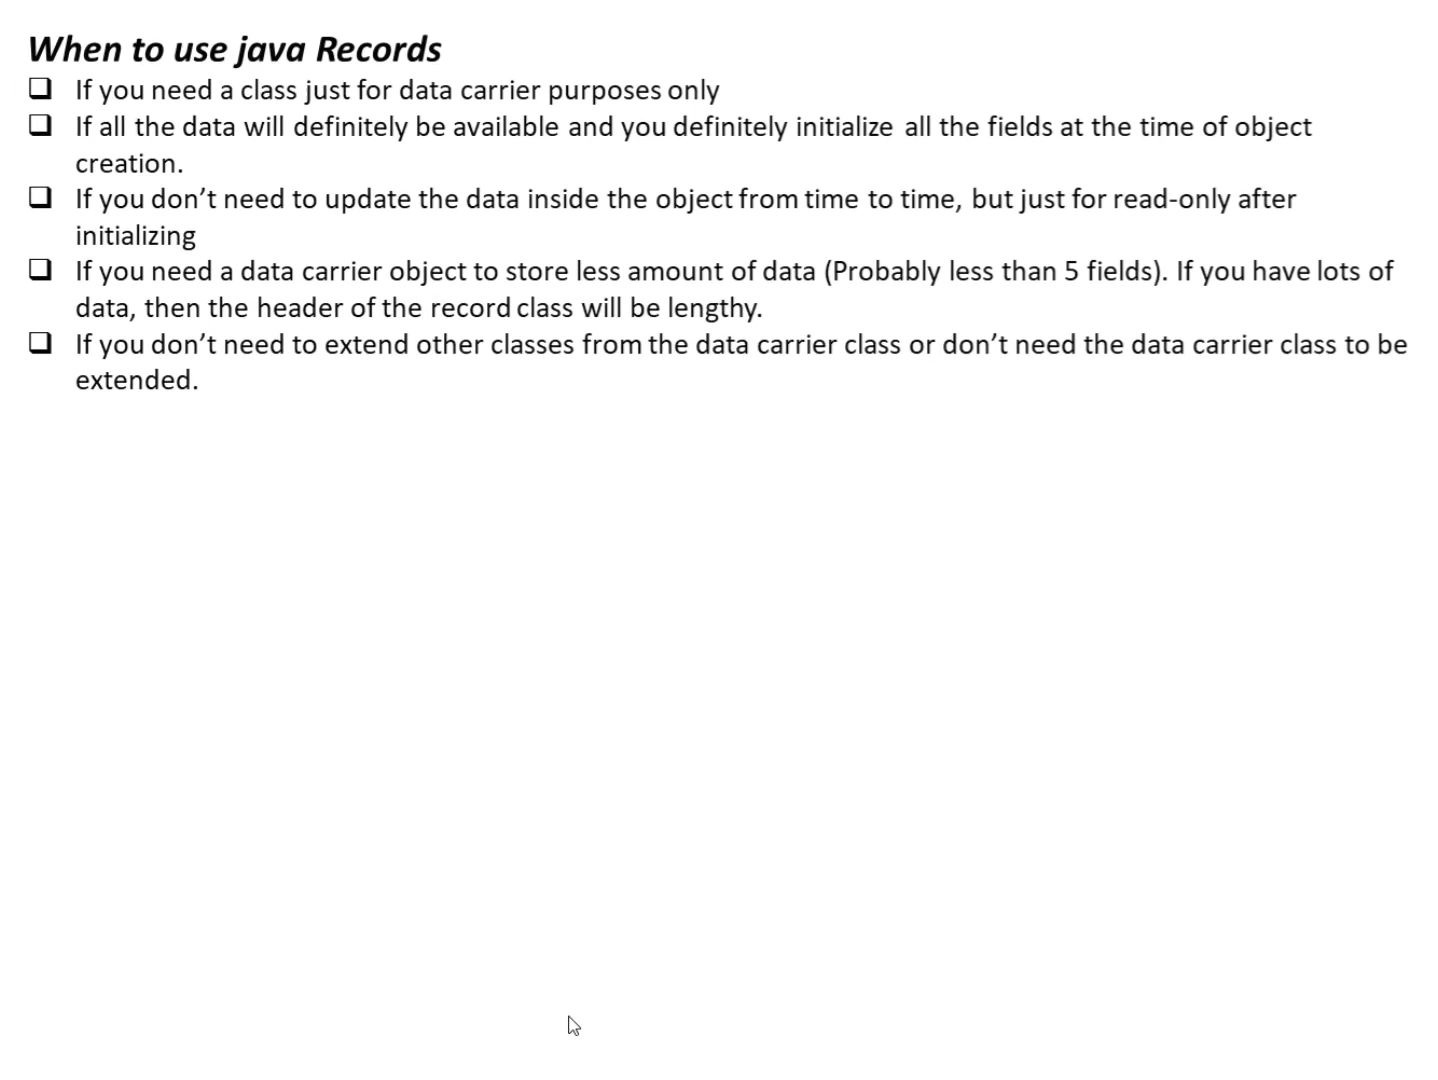 When to use java Records
If you need a class just for data carrier purposes only
If all the data will definitely be available and you definitely initialize all the fields at the time of object
creation.
If you don’t need to update the data inside the object from time to time, but just for read-only after
initializing
If you need a data carrier object to store less amount of data (Probably less than 5 fields). If you have lots of
data, then the header of the record class will be lengthy.
If you don’t need to extend other classes from the data carrier class or don’t need the data carrier class to be
extended.